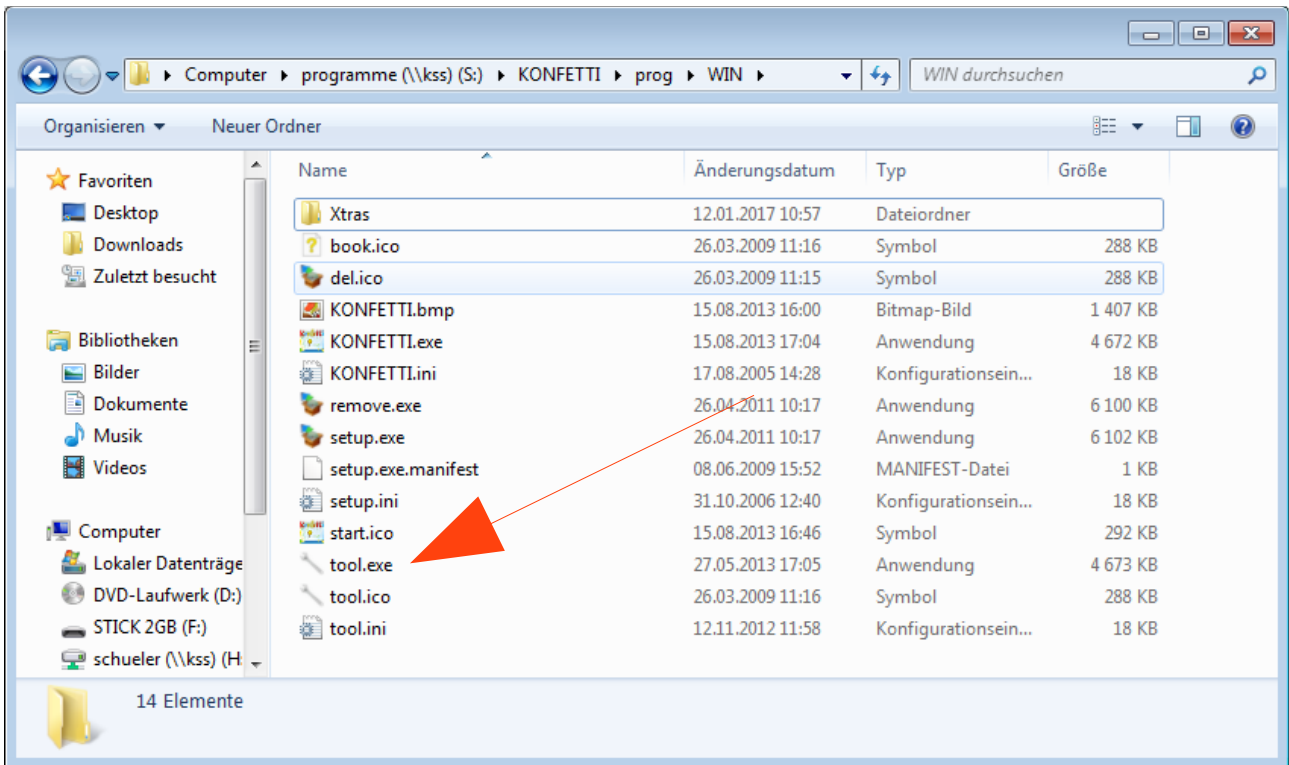 Computer programme (\\kss) (S:) KONFETTI prog WIN WIN durchsuchen
Organisieren Neuer Ordner
Name Änderungsdatum Typ Größe
Favoriten
Desktop
Downloads
Zuletzt besucht
Bibliotheken
Bilder
Dokumente
Musik
Videos
Computer
Lokaler Datenträge
DVD-Laufwerk (D:)
STICK 2GB (F:)
schueler (\\kss) (H:
Xtras 12.01.2017 10:57 Dateiordner
book.ico 26.03.2009 11:16 Symbol 288 KB
del.ico 26.03.2009 11:15 Symbol 288 KB
KONFETTI.bmp 15.08.2013 16:00 Bitmap-Bild 1 407 KB
KONFETTI.exe 15.08.2013 17:04 Anwendung 4 672 KB
KONFETTI.ini 17.08.2005 14:28 Konfigurationsein... 18 KB
remove.exe 26.04.2011 10:17 Anwendung 6 100 KB
setup.exe 26.04.2011 10:17 Anwendung 6 102 KB
setup.exe.manifest 08.06.2009 15:52 MANIFEST-Datei 1 KB
setup.ini 31.10.2006 12:40 Konfigurationsein... 18 KB
start.ico 15.08.2013 16:46 Symbol 292 KB
tool.exe 27.05.2013 17:05 Anwendung 4 673 KB
tool.ico 26.03.2009 11:16 Symbol 288 KB
tool.ini 12.11.2012 11:58 Konfigurationsein... 18 KB
14 Elemente